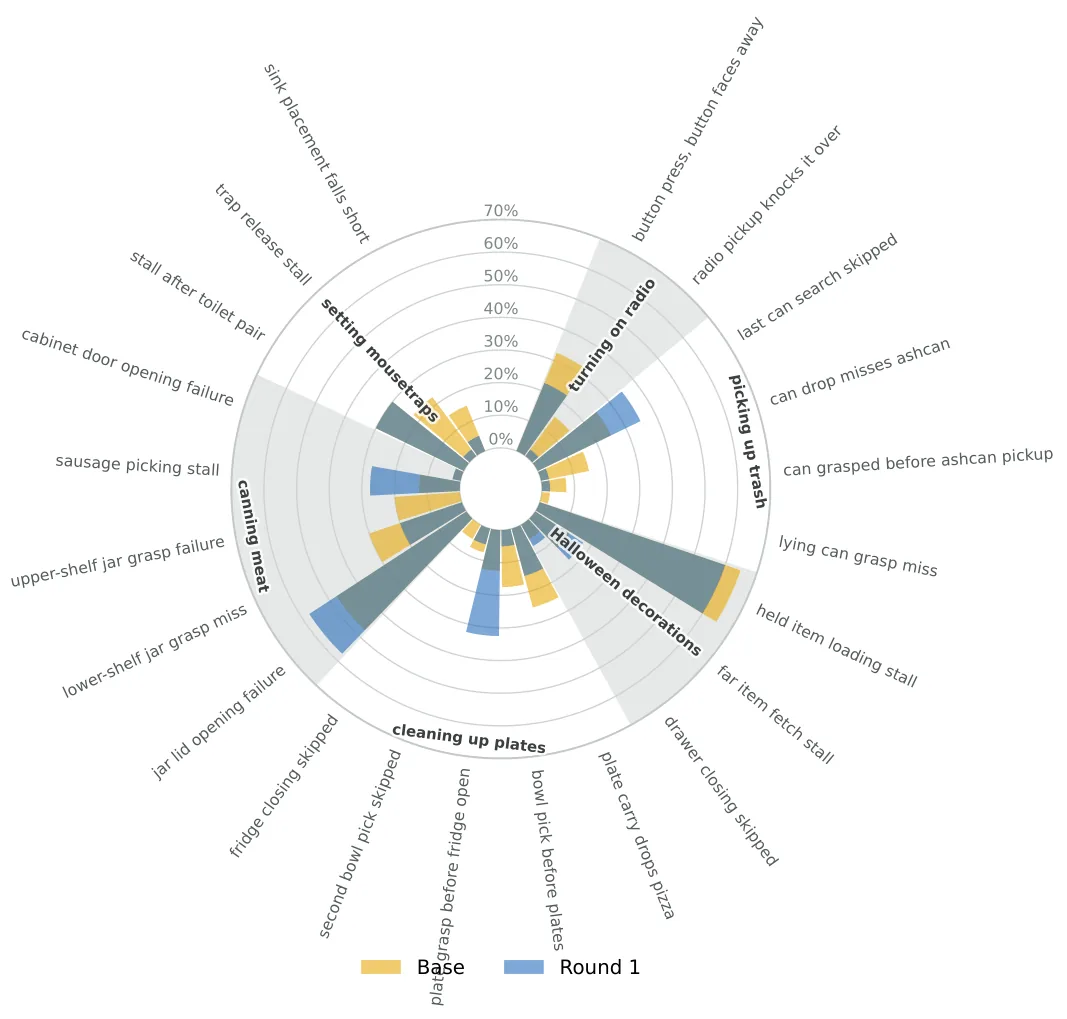 button press, button faces away
radio pickup knocks it over
last can search skipped
can drop misses ashcan
can grasped before ashcan pickup
lying can grasp miss
held item loading stall
far item fetch stall
drawer closing skipped
plate carry drops pizza
bowl pick before plates
plate grasp before fridge open
second bowl pick skipped
fridge closing skipped
jar lid opening failure
lower-shelf jar grasp miss
upper-shelf jar grasp failure
sausage picking stall
cabinet door opening failure
stall after toilet pair
trap release stall
sink placement falls short
70%
60%
50%
40%
30%
20%
10%
0%
turning on radio
picking up trash
Halloween decorations
cleaning up plates
canning meat
setting mousetraps
Base
Round 1